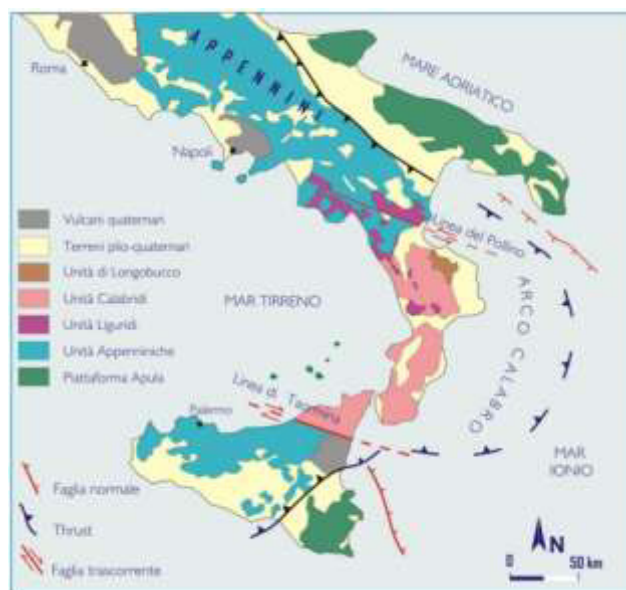 APPENNINI
Roma
MARE ADRIATICO
Napoli
Vulcani quaternari
Terreni plio-quaternari
Unità di Longobucco
Unità Calabridi
Unità Liguridi
Unità Appenniniche
Piattaforma Apula
Linea del Pollino
MAR TIRRENO
ARCO CALABRO
Linea di Taormina
Palermo
MAR
IONIO
Faglia normale
Thrust
Faglia trascorrente
N
0 50 km